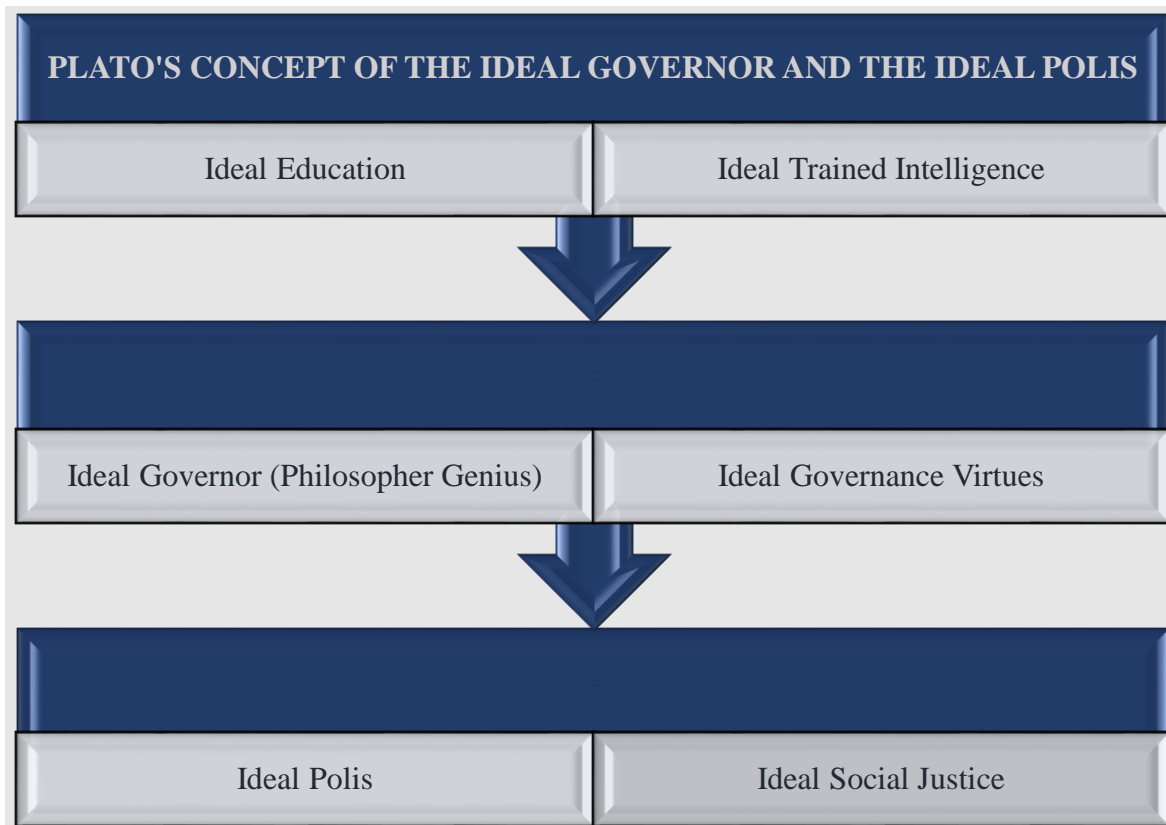 PLATO'S CONCEPT OF THE IDEAL GOVERNOR AND THE IDEAL POLIS
Ideal Education
Ideal Trained Intelligence
=
Ideal Governor (Philosopher Genius)
Ideal Governance Virtues
=
Ideal Polis
Ideal Social Justice